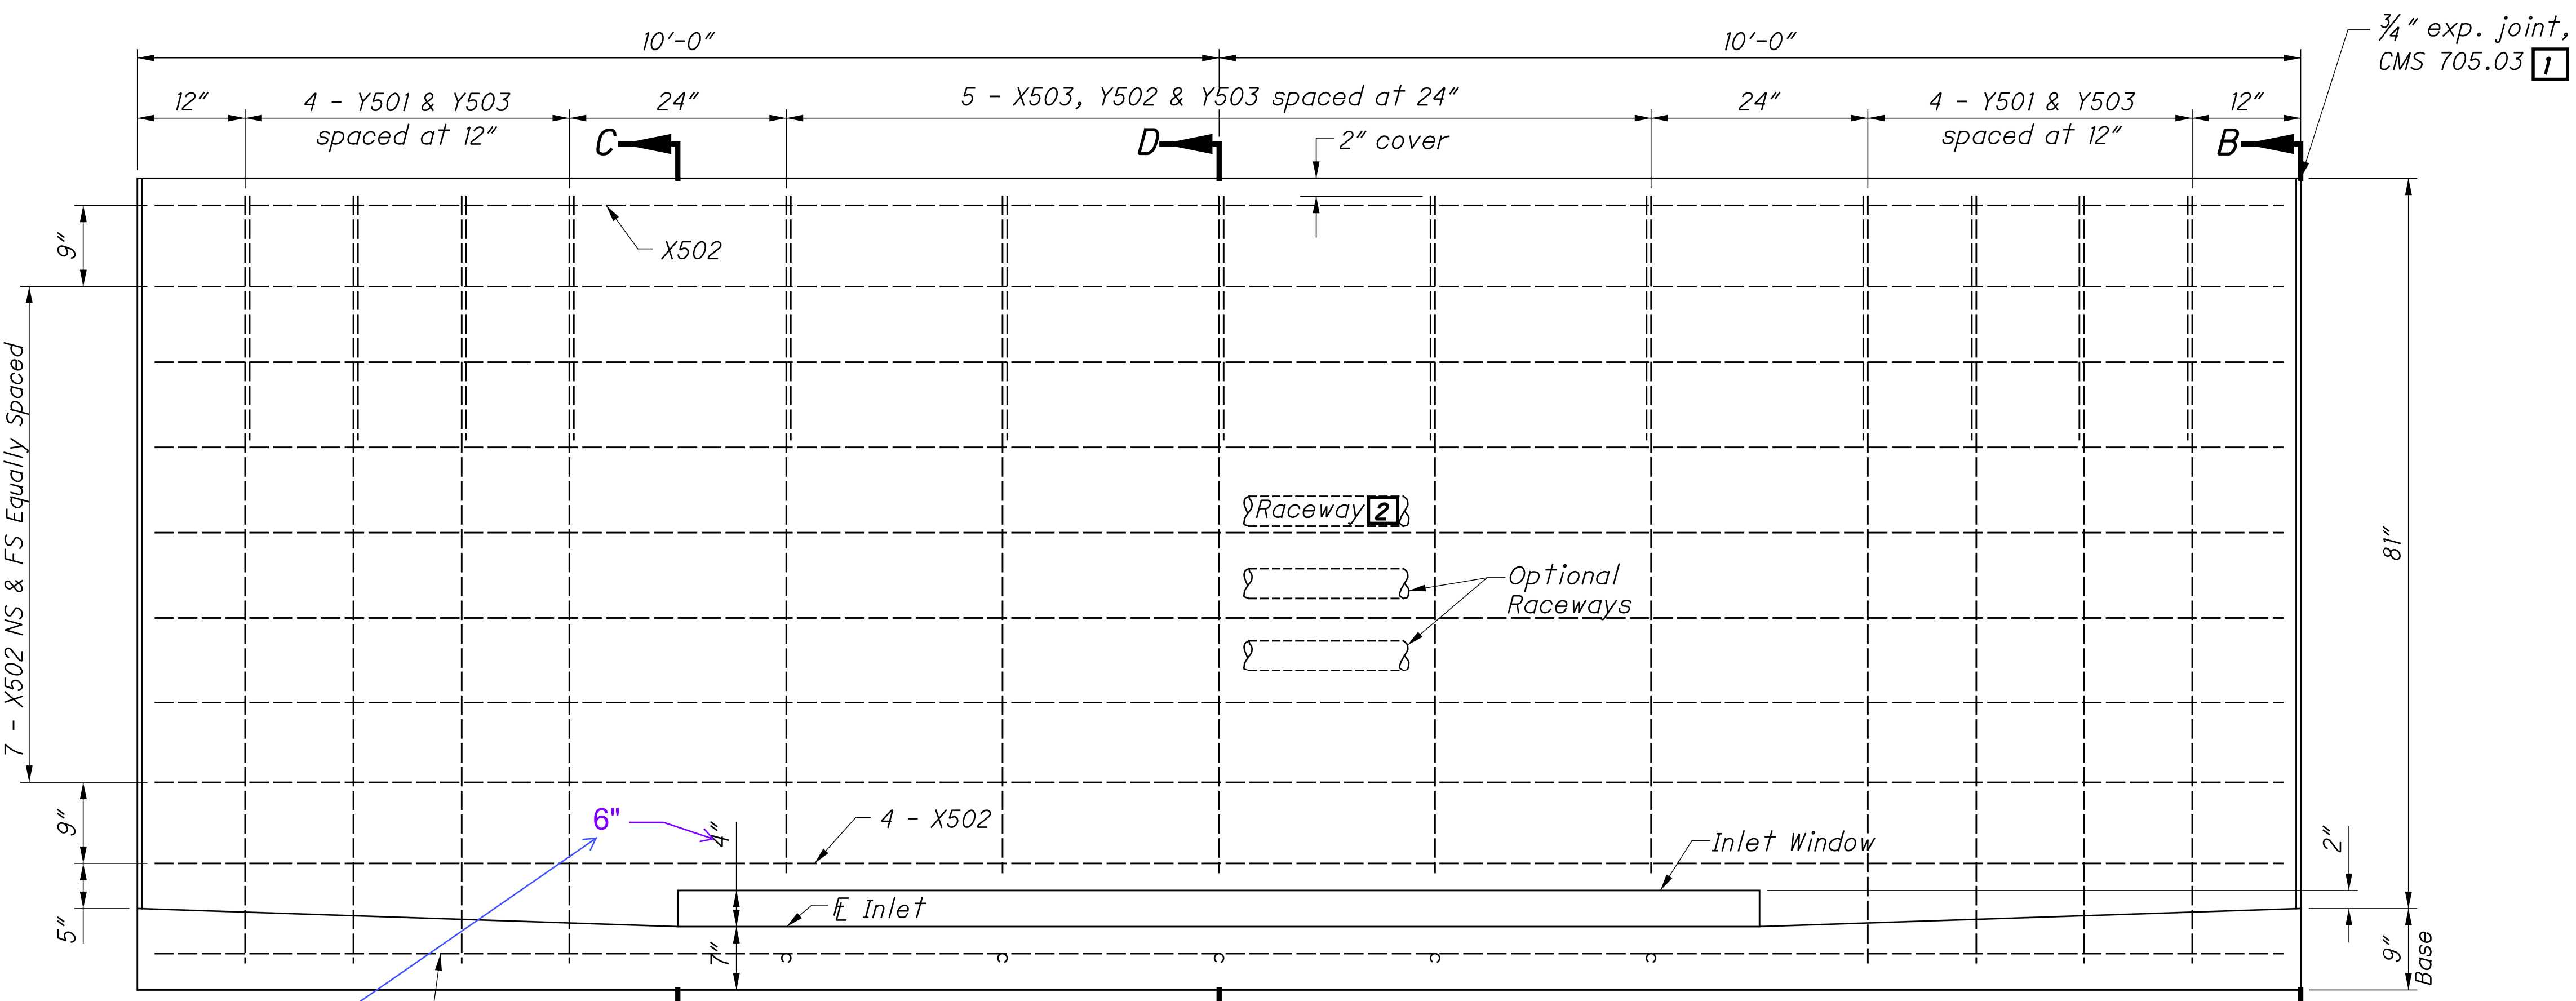 10'-0"
10'-0"
¾" exp. joint,
CMS 705.03 1
12"
4 - Y501 & Y503
spaced at 12"
24"
5 - X503, Y502 & Y503 spaced at 24"
24"
4 - Y501 & Y503
spaced at 12"
12"
C
D
2" cover
B
9"
X502
7 - X502 NS & FS Equally Spaced
Raceway 2
81"
Optional
Raceways
9"
6"
4"
4 - X502
Inlet Window
2"
5"
℄ Inlet
7"
9"
Base